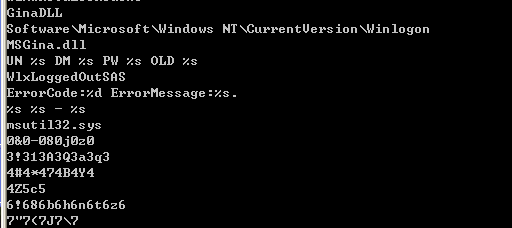 GinaDLL
Software\Microsoft\Windows NT\CurrentVersion\Winlogon
MSGina.dll
UN %s DM %s PW %s OLD %s
WlxLoggedOutSAS
ErrorCode:%d ErrorMessage:%s.
%s %s - %s
msutil32.sys
0&0-080j0z0
3!313A3Q3a3q3
4#4*474B4Y4
4Z5c5
6!686b6h6n6t6z6
7"7(7J7\7